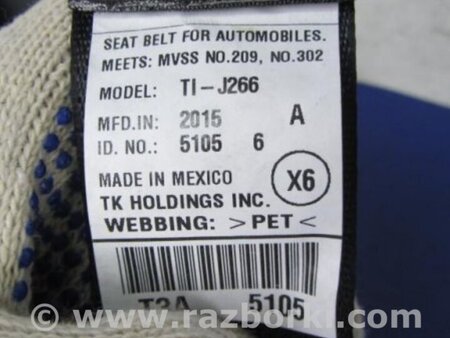 SEAT BELT FOR AUTOMOBILES.
MEETS: MVSS NO.209, NO.302
MODEL: TI-J266
MFD.IN: 2015 A
ID. NO.: 5105 6
MADE IN MEXICO X6
TK HOLDINGS INC.
WEBBING: >PET<
T2A 5105
© www.razborki.com